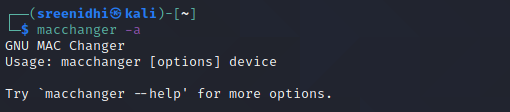 ┌──(sreenidhi㉿kali)-[~]
└─$ macchanger -a
GNU MAC Changer
Usage: macchanger [options] device

Try `macchanger --help' for more options.